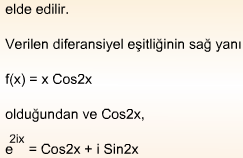 elde edilir.
Verilen diferansiyel eşitliğinin sağ yanı
f(x) = x Cos2x
olduğundan ve Cos2x,
e^2ix = Cos2x + i Sin2x